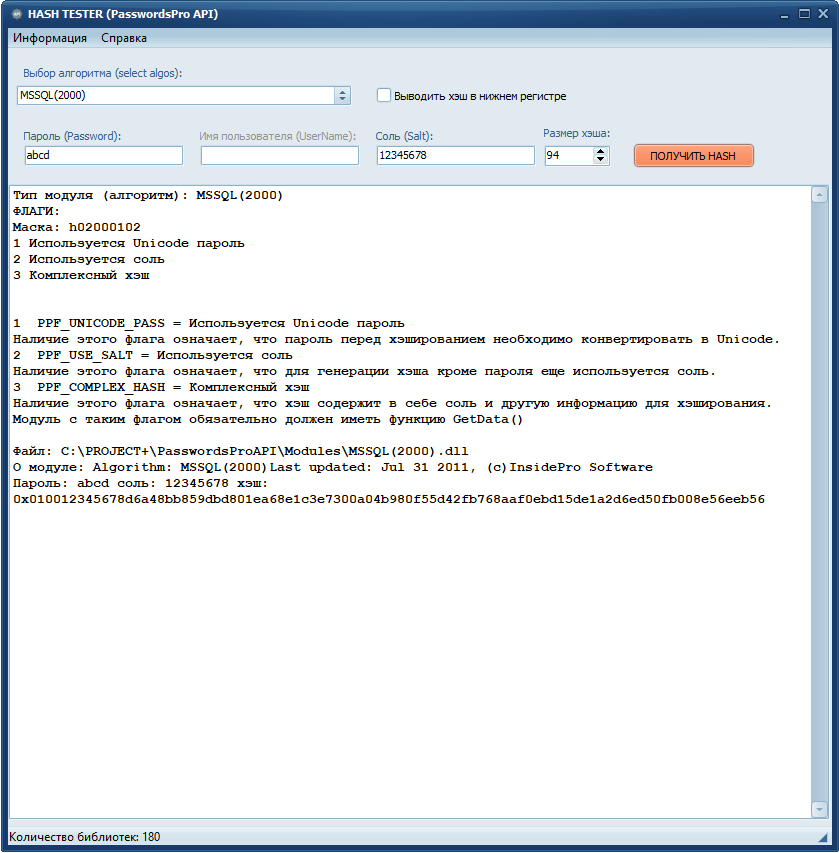 HASH TESTER (PasswordsPro API)
Информация Справка
Выбор алгоритма (select algos):
MSSQL(2000)
Выводить хэш в нижнем регистре
Пароль (Password): Имя пользователя (UserName): Соль (Salt): Размер хэша:
abcd 12345678 94 ПОЛУЧИТЬ HASH
Тип модуля (алгоритм): MSSQL(2000)
ФЛАГИ:
Маска: h02000102
1 Используется Unicode пароль
2 Используется соль
3 Комплексный хэш
1 PPF_UNICODE_PASS = Используется Unicode пароль
Наличие этого флага означает, что пароль перед хэшированием необходимо конвертировать в Unicode.
2 PPF_USE_SALT = Используется соль
Наличие этого флага означает, что для генерации хэша кроме пароля еще используется соль.
3 PPF_COMPLEX_HASH = Комплексный хэш
Наличие этого флага означает, что хэш содержит в себе соль и другую информацию для хэширования.
Модуль с таким флагом обязательно должен иметь функцию GetData()
Файл: C:\PROJECT+\PasswordsProAPI\Modules\MSSQL(2000).dll
О модуле: Algorithm: MSSQL(2000)Last updated: Jul 31 2011, (c)InsidePro Software
Пароль: abcd соль: 12345678 хэш:
0x010012345678d6a48bb859dbd801ea68e1c3e7300a04b980f55d42fb768aaf0ebd15de1a2d6ed50fb008e56eeb56
Количество библиотек: 180